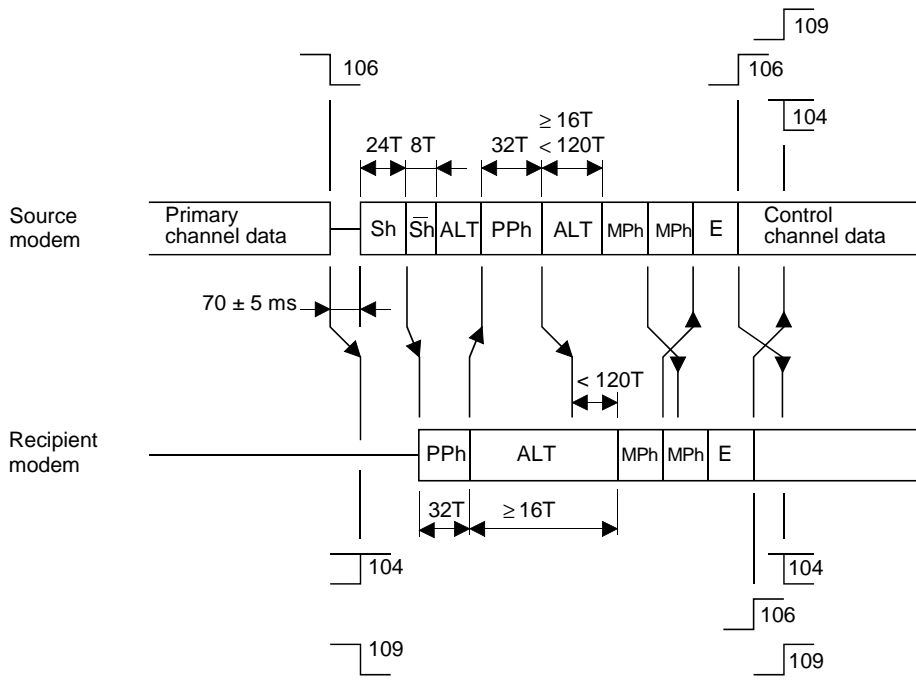 109
106
106
104
≥ 16T
24T 8T 32T < 120T
Source modem
Primary channel data
Sh S̅h ALT PPh ALT MPh MPh E
Control channel data
70 ± 5 ms
< 120T
Recipient modem
PPh ALT MPh MPh E
32T ≥ 16T
104
104
106
109
109